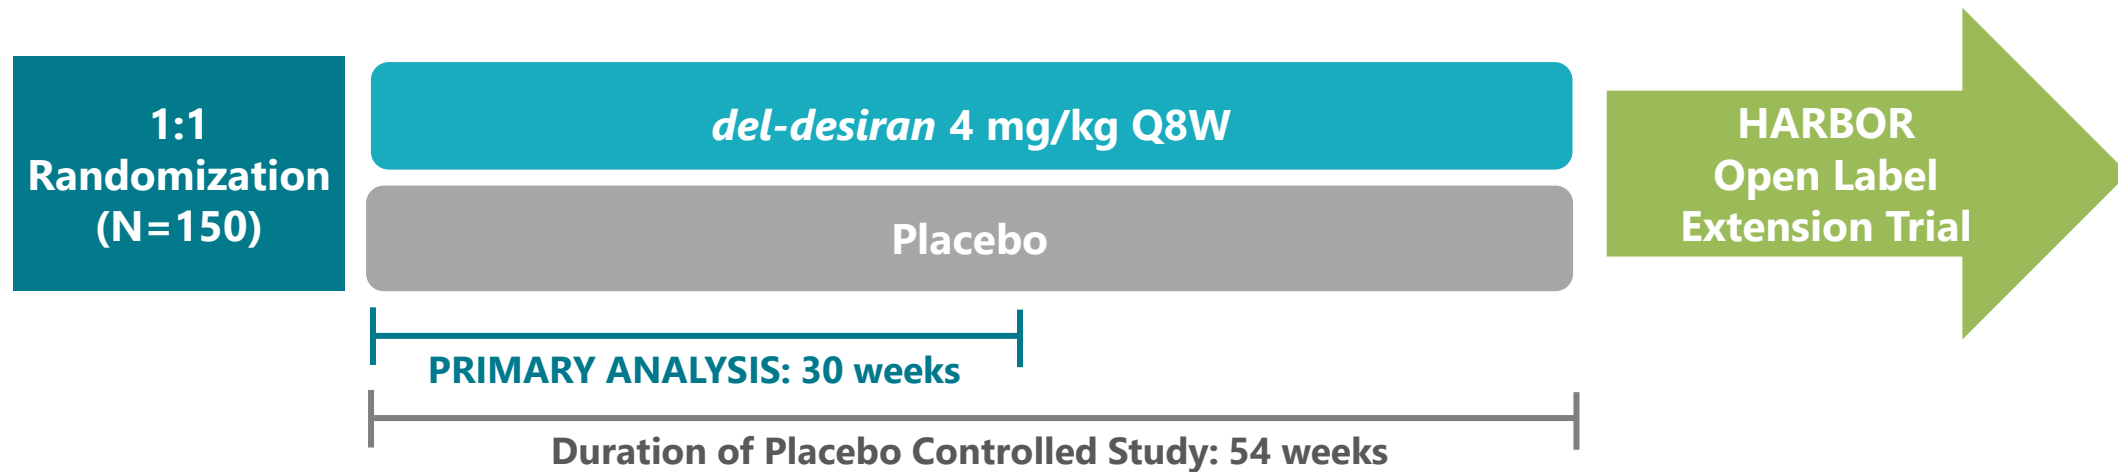 1:1
Randomization
(N=150)
del-desiran 4 mg/kg Q8W
Placebo
PRIMARY ANALYSIS: 30 weeks
Duration of Placebo Controlled Study: 54 weeks
HARBOR
Open Label
Extension Trial